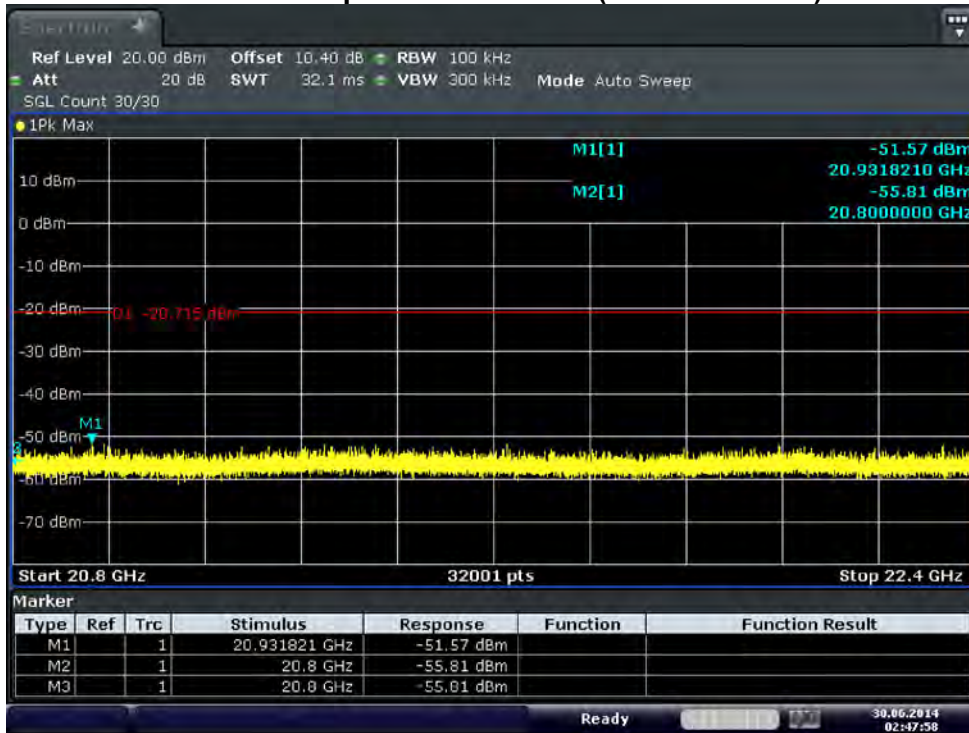 Spectrum
Ref Level 20.00 dBm Offset 10.40 dB RBW 100 kHz
Att 20 dB SWT 32.1 ms VBW 300 kHz Mode Auto Sweep
SGL Count 30/30
1Pk Max
M1[1] -51.57 dBm
20.9318210 GHz
M2[1] -55.81 dBm
20.8000000 GHz
10 dBm
0 dBm
-10 dBm
-20 dBm
D1 -20.715 dBm
-30 dBm
-40 dBm
M1
-50 dBm
-60 dBm
-70 dBm
Start 20.8 GHz 32001 pts Stop 22.4 GHz
Marker
Type Ref Trc Stimulus Response Function Function Result
M1 1 20.931821 GHz -51.57 dBm
M2 1 20.8 GHz -55.81 dBm
M3 1 20.8 GHz -55.81 dBm
Ready 30.06.2014
02:47:58